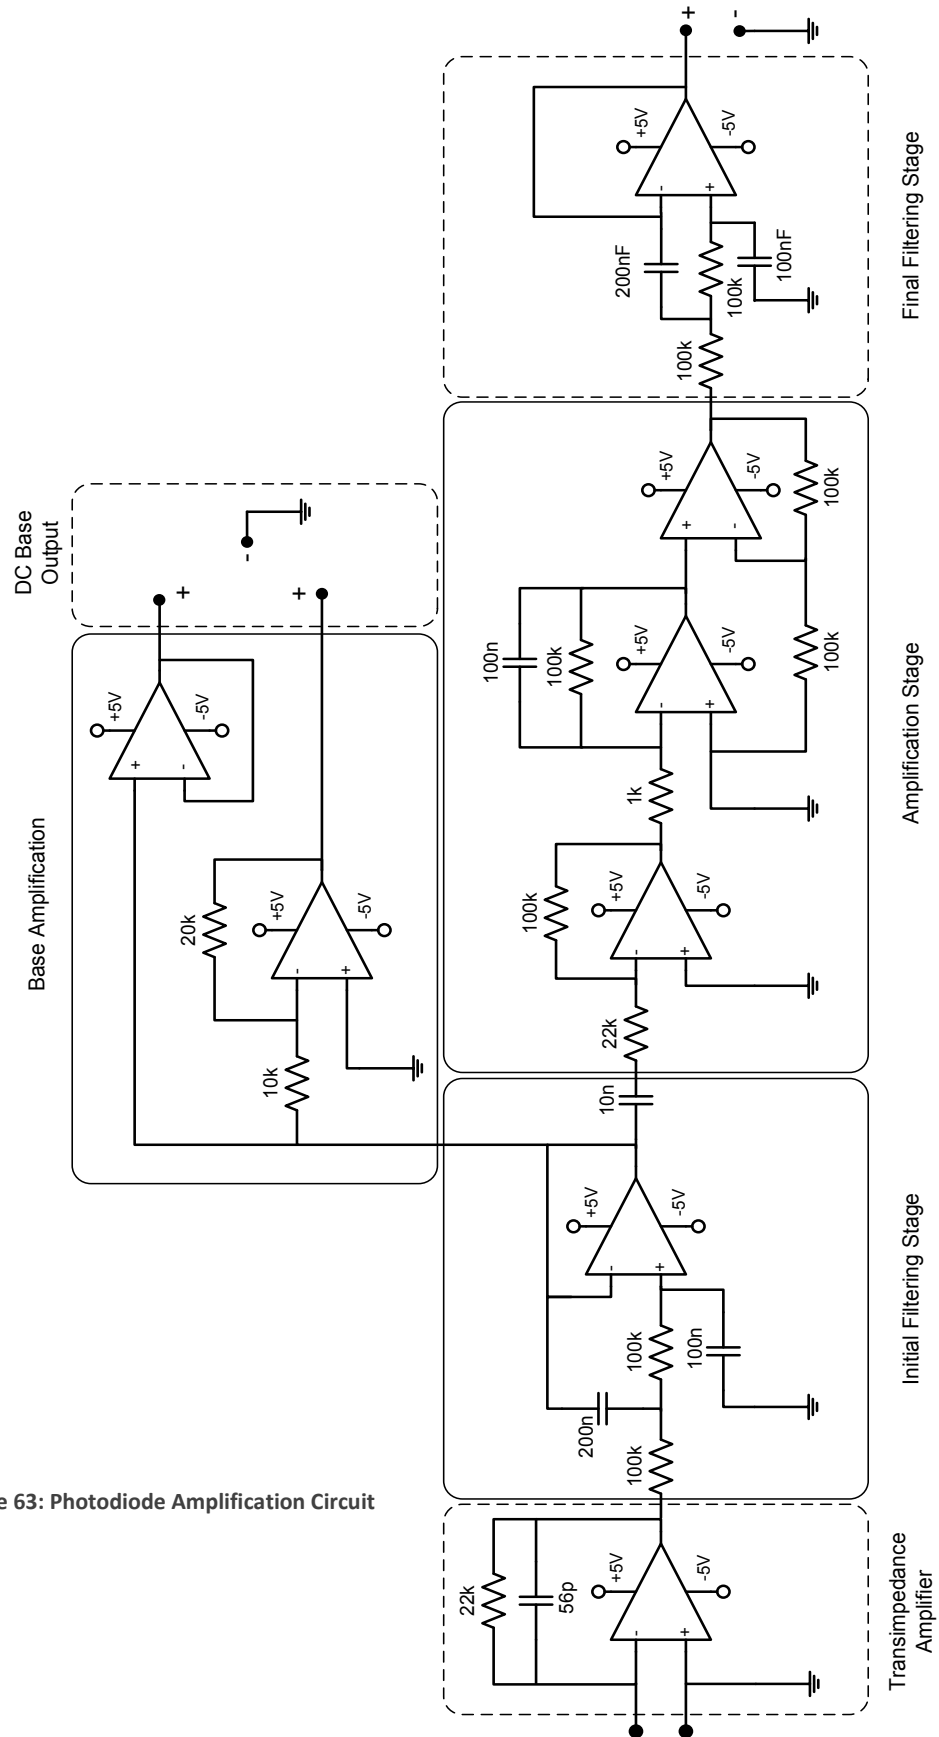 DC Base
Output
+
-
+
+5V
-5V
+
-
Base Amplification
20k
+5V
-5V
-
+
10k
+
-
+5V
-5V
-
+
200nF
100k
100nF
100k
Final Filtering Stage
+5V
-5V
+
-
100k
100n
100k
+5V
-5V
-
+
100k
1k
100k
+5V
-5V
-
+
22k
Amplification Stage
10n
+5V
-5V
-
+
100k
100n
200n
100k
Initial Filtering Stage
22k
56p
+5V
-5V
-
+
Transimpedance
Amplifier
e 63: Photodiode Amplification Circuit